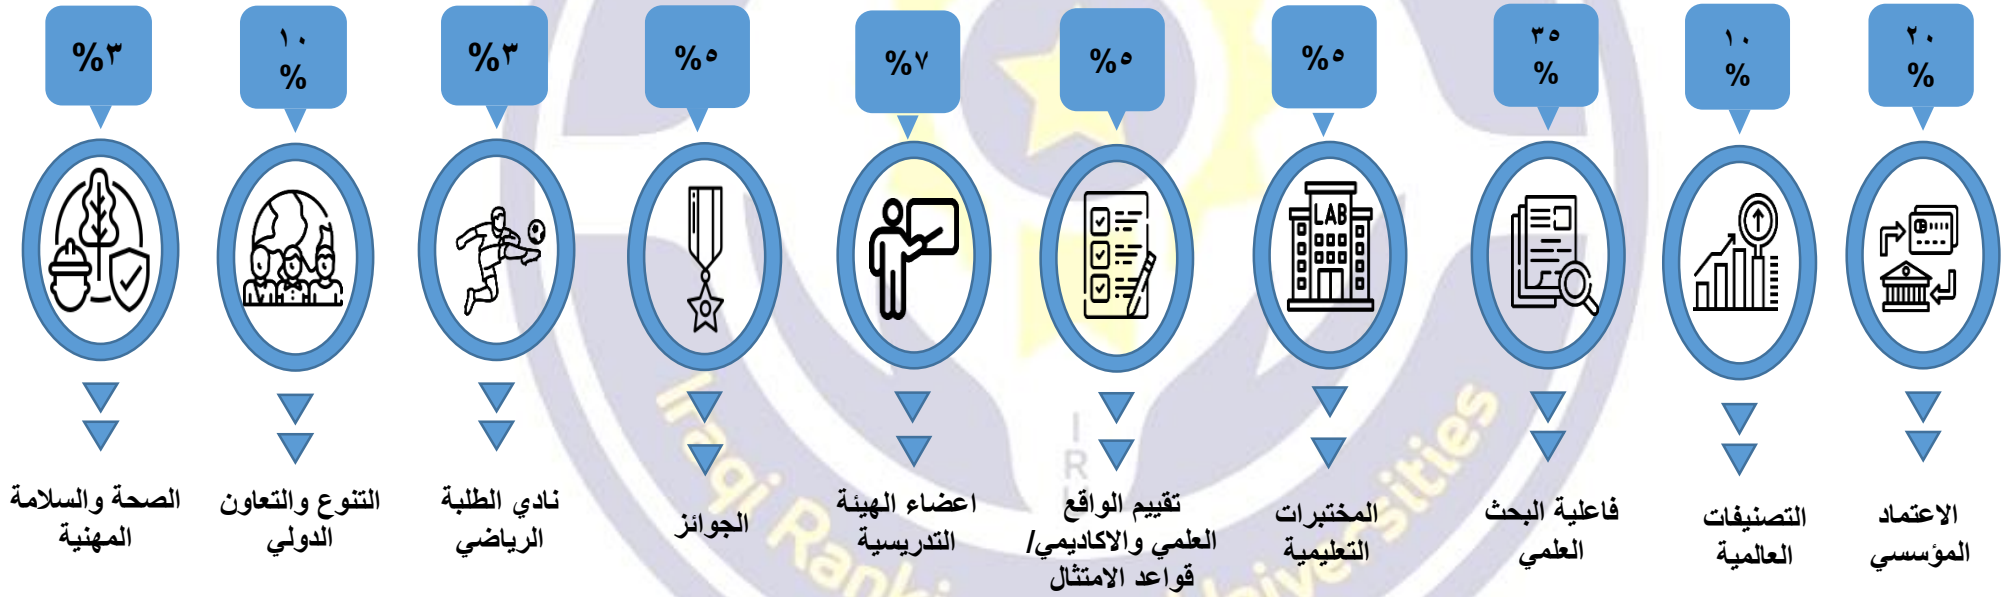 ٢٠
%
١٠
%
٣٥
%
%٥
%٥
%٧
%٥
%٣
١٠
%
%٣
LAB
الاعتماد
المؤسسي
التصنيفات
العالمية
فاعلية البحث
العلمي
المختبرات
التعليمية
تقييم الواقع
العلمي والاكاديمي/
قواعد الامتثال
اعضاء الهيئة
التدريسية
الجوائز
نادي الطلبة
الرياضي
التنوع والتعاون
الدولي
الصحة والسلامة
المهنية
Iraqi